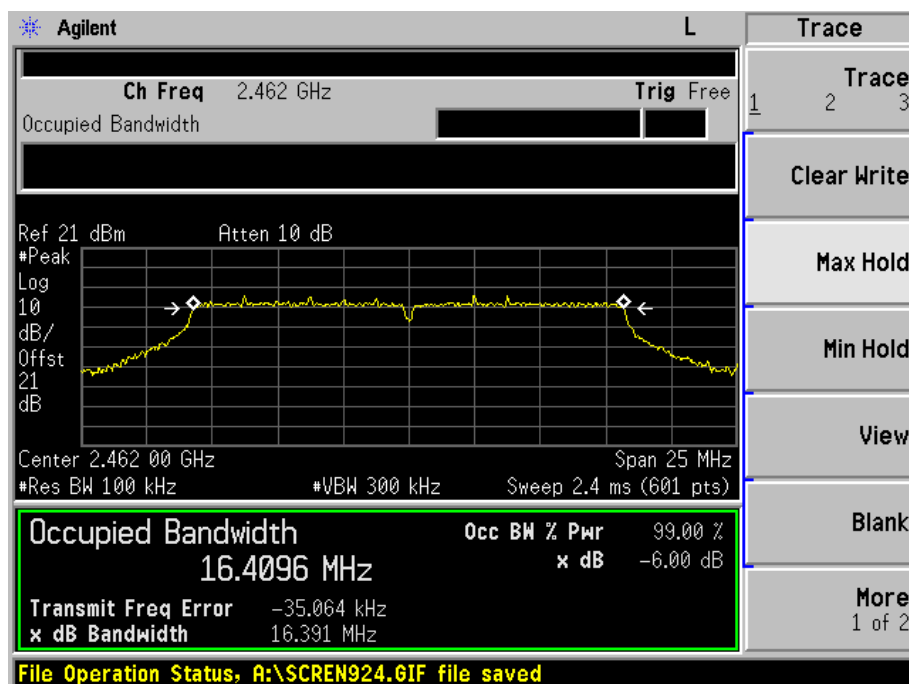 Agilent L Trace
Ch Freq 2.462 GHz Trig Free
Occupied Bandwidth
Trace
1 2 3
Clear Write
Ref 21 dBm Atten 10 dB
#Peak
Log
10
dB/
Offst
21
dB
Max Hold
Min Hold
View
Center 2.462 00 GHz Span 25 MHz
#Res BW 100 kHz #VBW 300 kHz Sweep 2.4 ms (601 pts)
Occupied Bandwidth Occ BW % Pwr 99.00 %
16.4096 MHz x dB -6.00 dB
Transmit Freq Error -35.064 kHz
x dB Bandwidth 16.391 MHz
Blank
More
1 of 2
File Operation Status, A:\SCREN924.GIF file saved